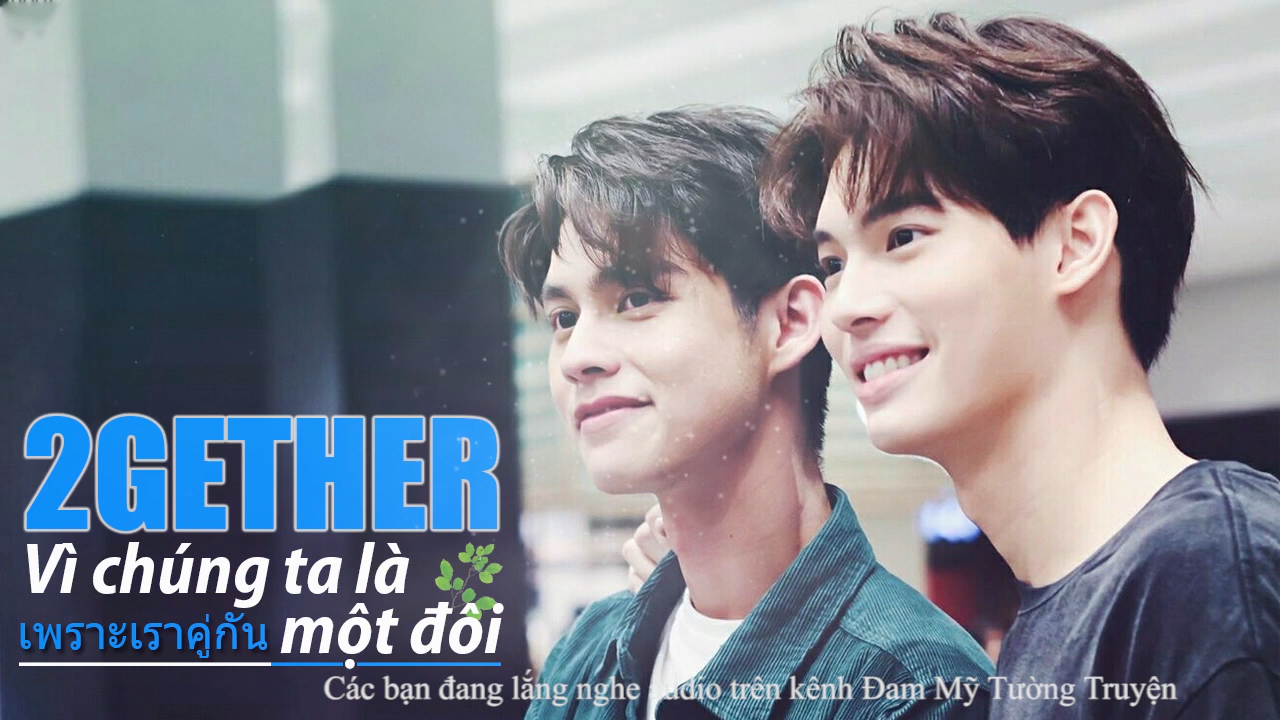 2GETHER
Vì chúng ta là
เพราะเราคู่กัน một đôi
Các bạn đang lắng nghe audio trên kênh Đam Mỹ Tường Truyện